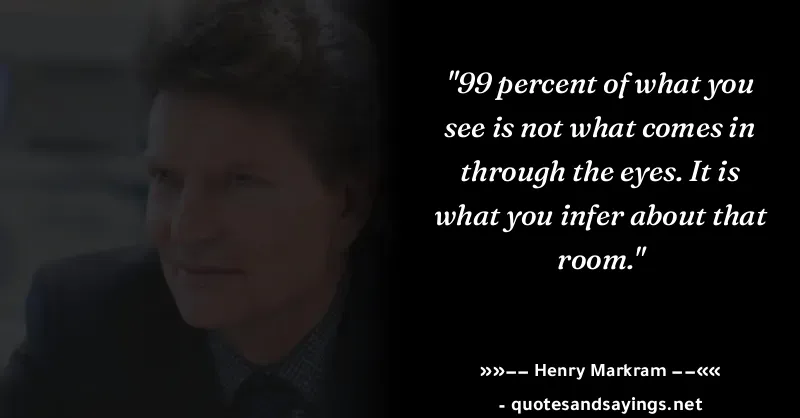 "99 percent of what you
see is not what comes in
through the eyes. It is
what you infer about that
room."
»»−− Henry Markram −−««
- quotesandsayings.net